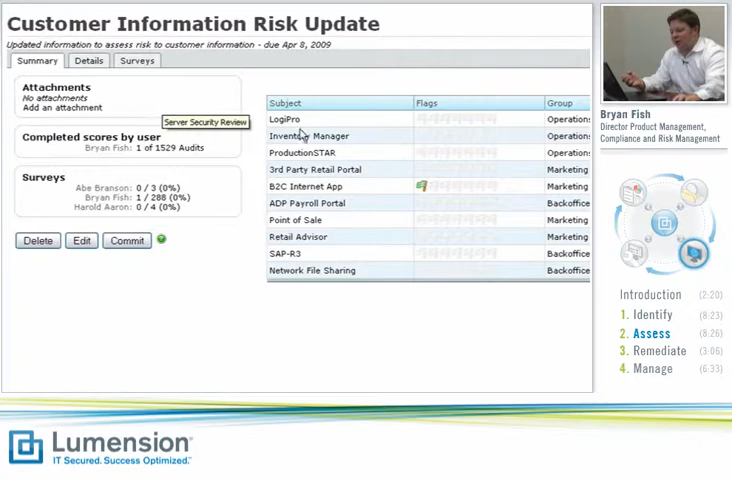 Customer Information Risk Update
Updated information to assess risk to customer information - due Apr 8, 2009
Summary Details Surveys
Attachments
No attachments
Add an attachment
Server Security Review
Completed scores by user
Bryan Fish: 1 of 1529 Audits
Surveys
Abe Branson: 0 / 3 (0%)
Bryan Fish: 1 / 288 (0%)
Harold Aaron: 0 / 4 (0%)
Delete Edit Commit
Subject Flags Group
LogiPro Operations
Inventory Manager Operations
ProductionSTAR Operations
3rd Party Retail Portal Marketing
B2C Internet App Marketing
ADP Payroll Portal Backoffice
Point of Sale Marketing
Retail Advisor Marketing
SAP-R3 Backoffice
Network File Sharing Backoffice
Bryan Fish
Director Product Management,
Compliance and Risk Management
Introduction (2:20)
1. Identify (8:23)
2. Assess (8:26)
3. Remediate (3:06)
4. Manage (6:33)
Lumension
IT Secured. Success Optimized.™